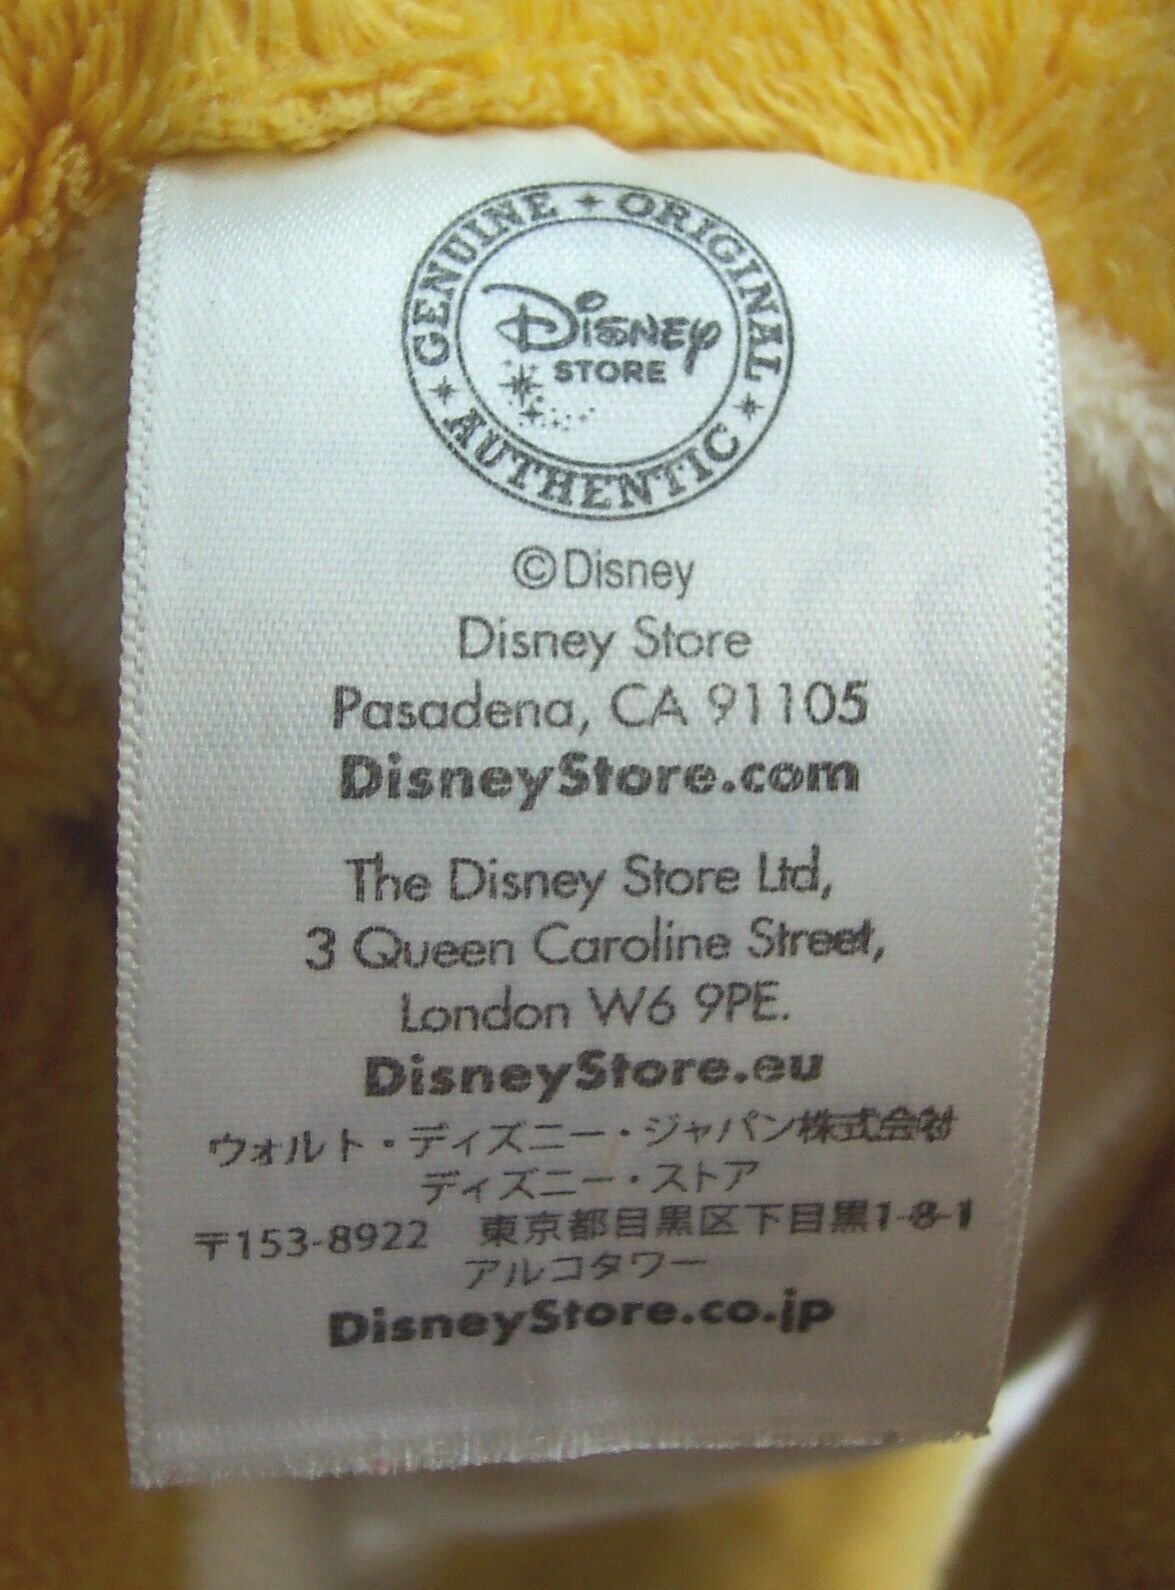 GENUINE ORIGINAL
AUTHENTIC
Disney
STORE
©Disney
Disney Store
Pasadena, CA 91105
DisneyStore.com
The Disney Store Ltd,
3 Queen Caroline Street,
London W6 9PE.
DisneyStore.eu
ウォルト・ディズニー・ジャパン株式会社
ディズニー・ストア
〒153-8922 東京都目黒区下目黒1-8-1
アルコタワー
DisneyStore.co.jp